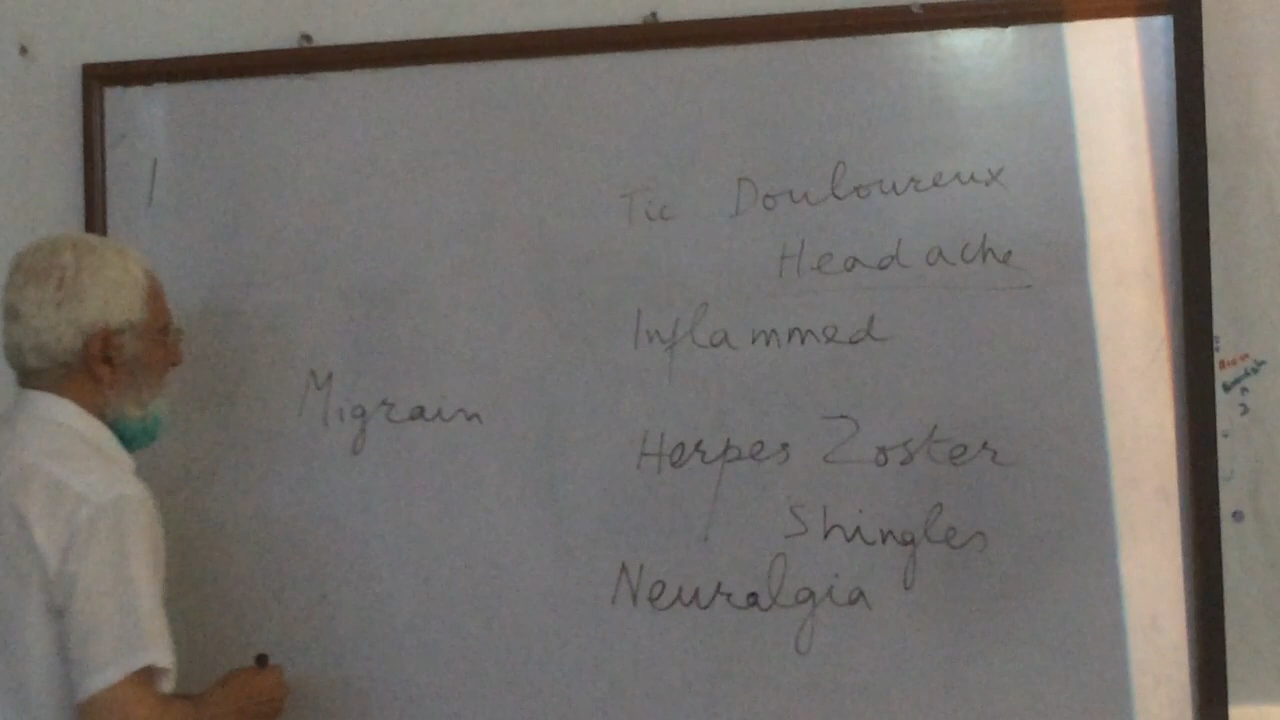 Tic Douloureux
Headache
Inflammed
Migrain
Herpes Zoster
Shingles
Neuralgia